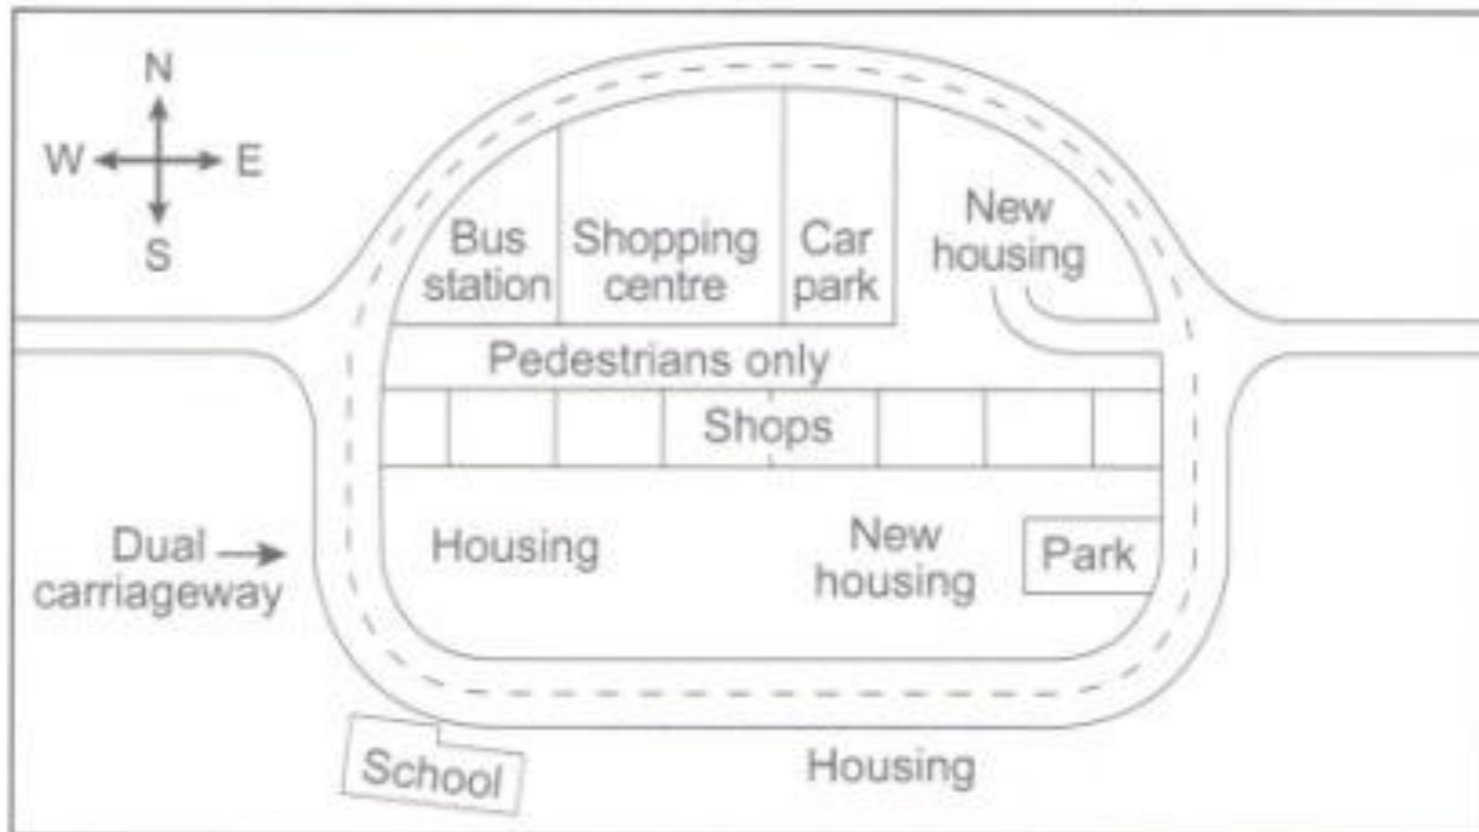 N
W E
S
Bus
station
Shopping
centre
Car
park
New
housing
Pedestrians only
Shops
Dual
carriageway
Housing
New
housing
Park
School
Housing